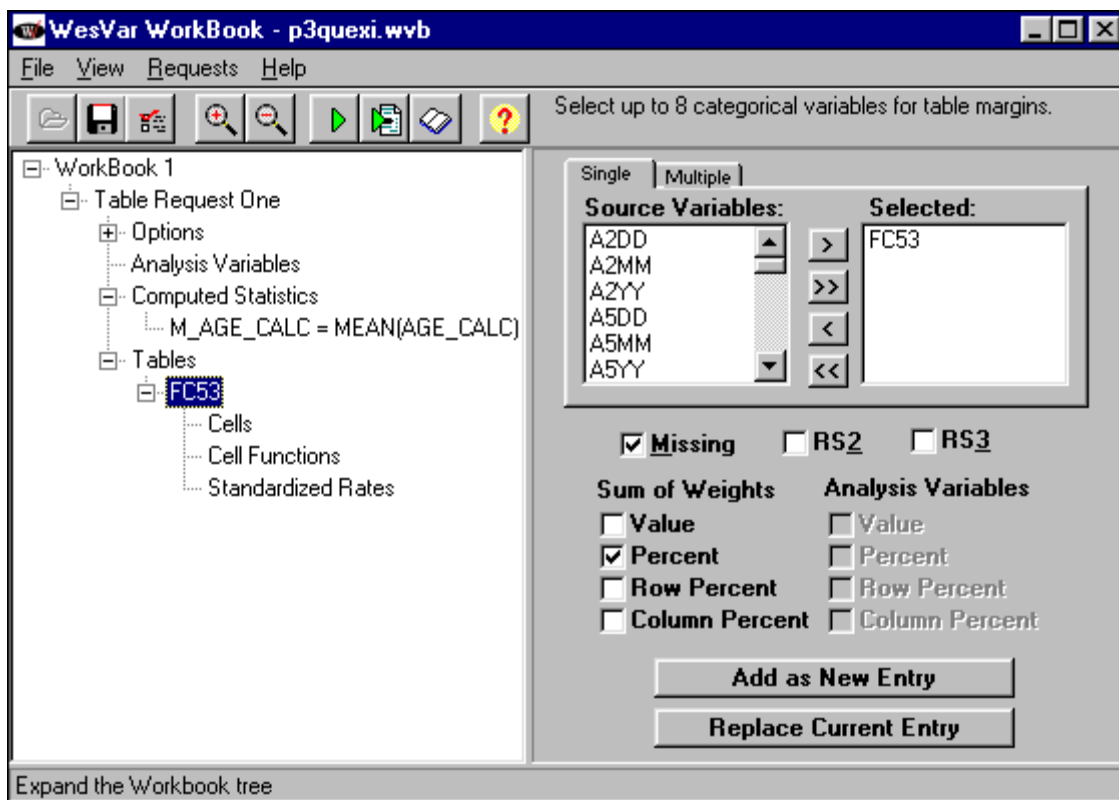 WesVar WorkBook - p3quexi.wvb
File View Requests Help
Select up to 8 categorical variables for table margins.
WorkBook 1
Table Request One
Options
Analysis Variables
Computed Statistics
M_AGE_CALC = MEAN(AGE_CALC)
Tables
FC53
Cells
Cell Functions
Standardized Rates
Single Multiple
Source Variables: Selected:
A2DD > FC53
A2MM
A2YY >>
A5DD
A5MM <
A5YY <<
Missing RS2 RS3
Sum of Weights Analysis Variables
Value Value
Percent Percent
Row Percent Row Percent
Column Percent Column Percent
Add as New Entry
Replace Current Entry
Expand the Workbook tree